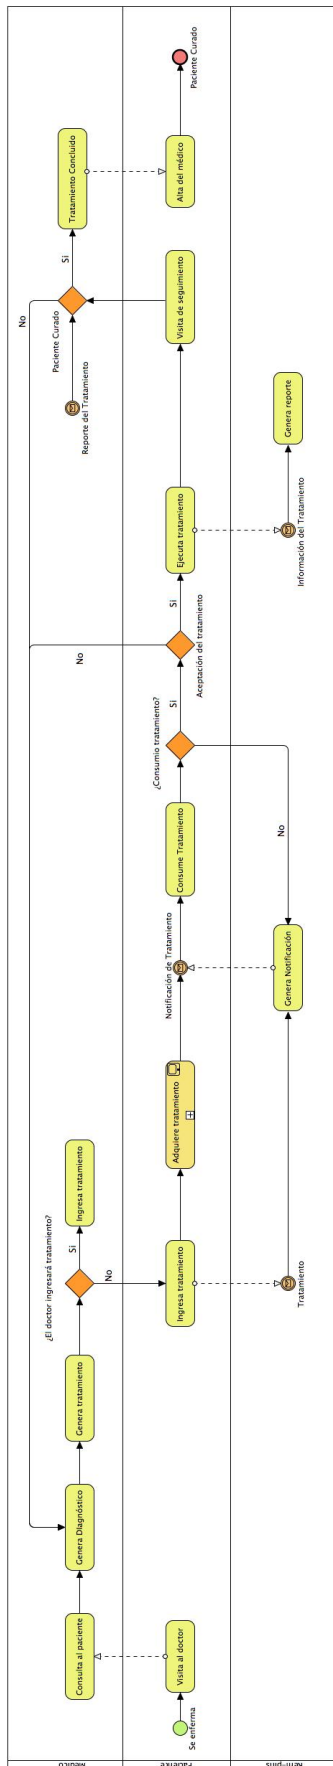 Médico
Consulta al paciente
Genera Diagnóstico
Genera tratamiento
¿El doctor ingresará tratamiento?
Si
Ingresa tratamiento
No
No
Reporte del Tratamiento
Paciente Curado
No
Si
Tratamiento Concluido
Paciente
Se enferma
Visita al doctor
Ingresa tratamiento
Adquiere tratamiento
Notificación de Tratamiento
Consume Tratamiento
¿Consumio tratamiento?
Si
Aceptación del tratamiento
Si
Ejecuta tratamiento
Visita de seguimiento
Alta del médico
Paciente Curado
Tratamiento
Genera Notificación
No
Información del Tratamiento
Genera reporte